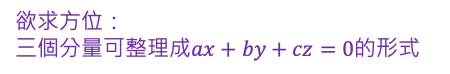 欲求方位：
三個分量可整理成ax + by + cz = 0的形式